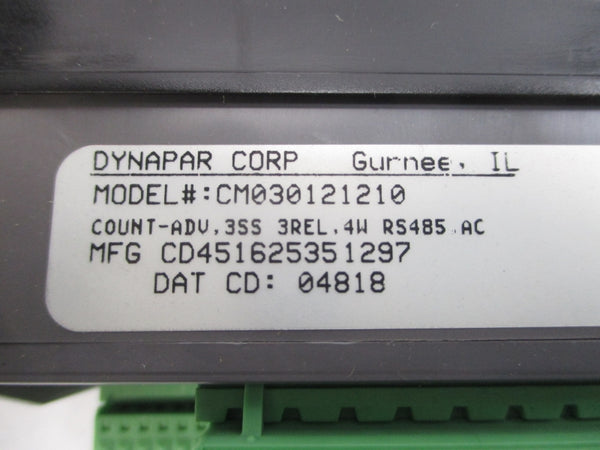 DYNAPAR CORP Gurnee, IL
MODEL#:CM030121210
COUNT-ADV,3SS 3REL,4W RS485,AC
MFG CD451625351297
DAT CD: 04818